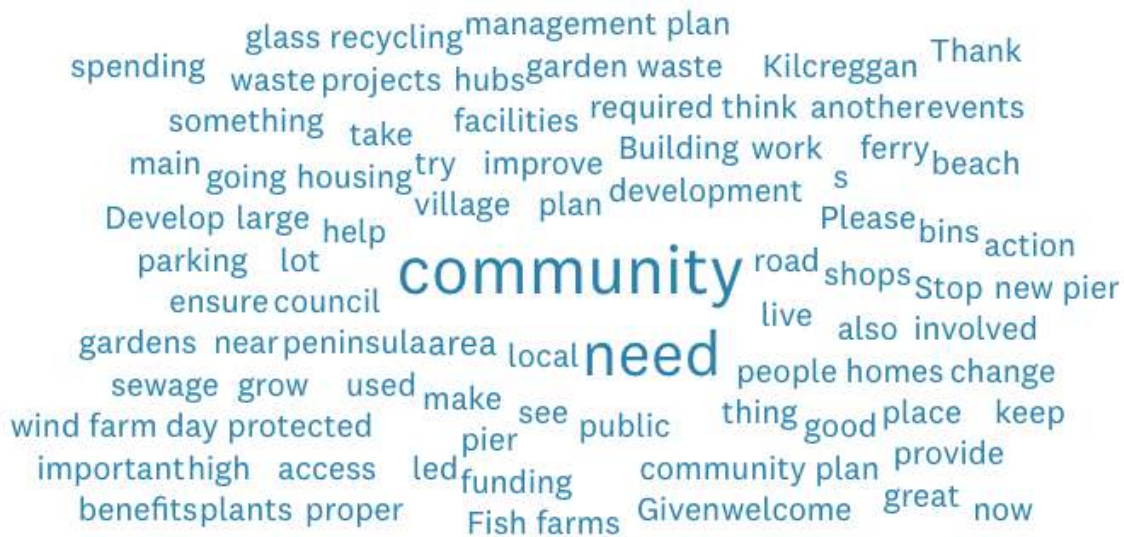 glass recycling management plan
spending waste projects hubs garden waste Kilcreggan Thank
something take facilities required think another events
main going housing try improve Building work ferry beach
village plan development s
Develop large help Please bins action
parking lot community road shops Stop new pier
ensure council live also involved
gardens near peninsula area local need people homes change
sewage grow used make see public thing good place keep
wind farm day protected pier
important high access led funding community plan provide
benefits plants proper Fish farms Given welcome great now